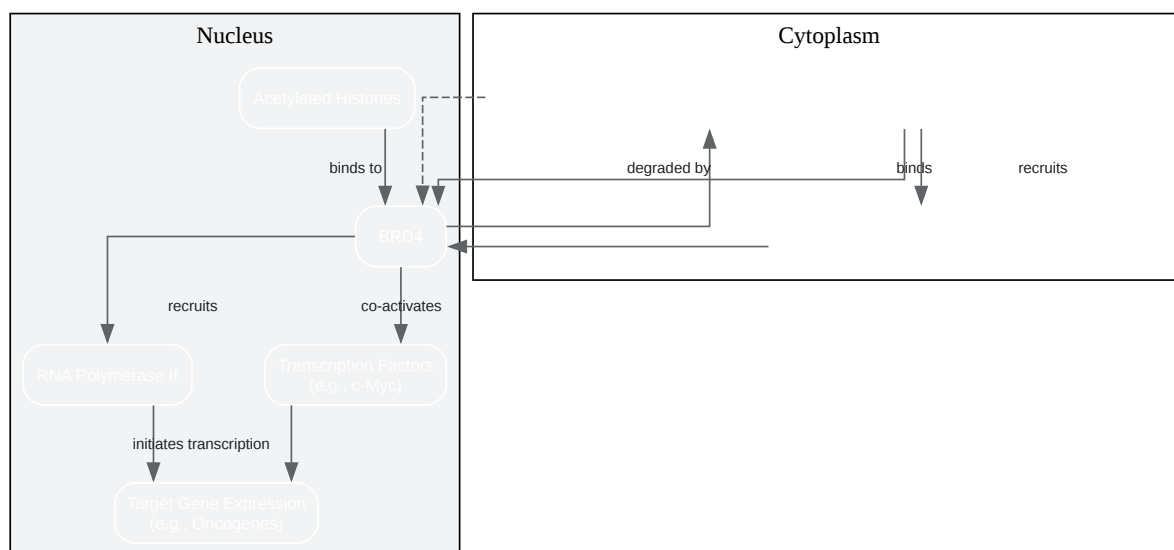 Nucleus
Cytoplasm
Acetylated Histones
binds to
degraded by
binds
recruits
BRD4
recruits
co-activates
RNA Polymerase II
Transcription Factors
(e.g., c-Myc)
initiates transcription
Target Gene Expression
(e.g., Oncogenes)